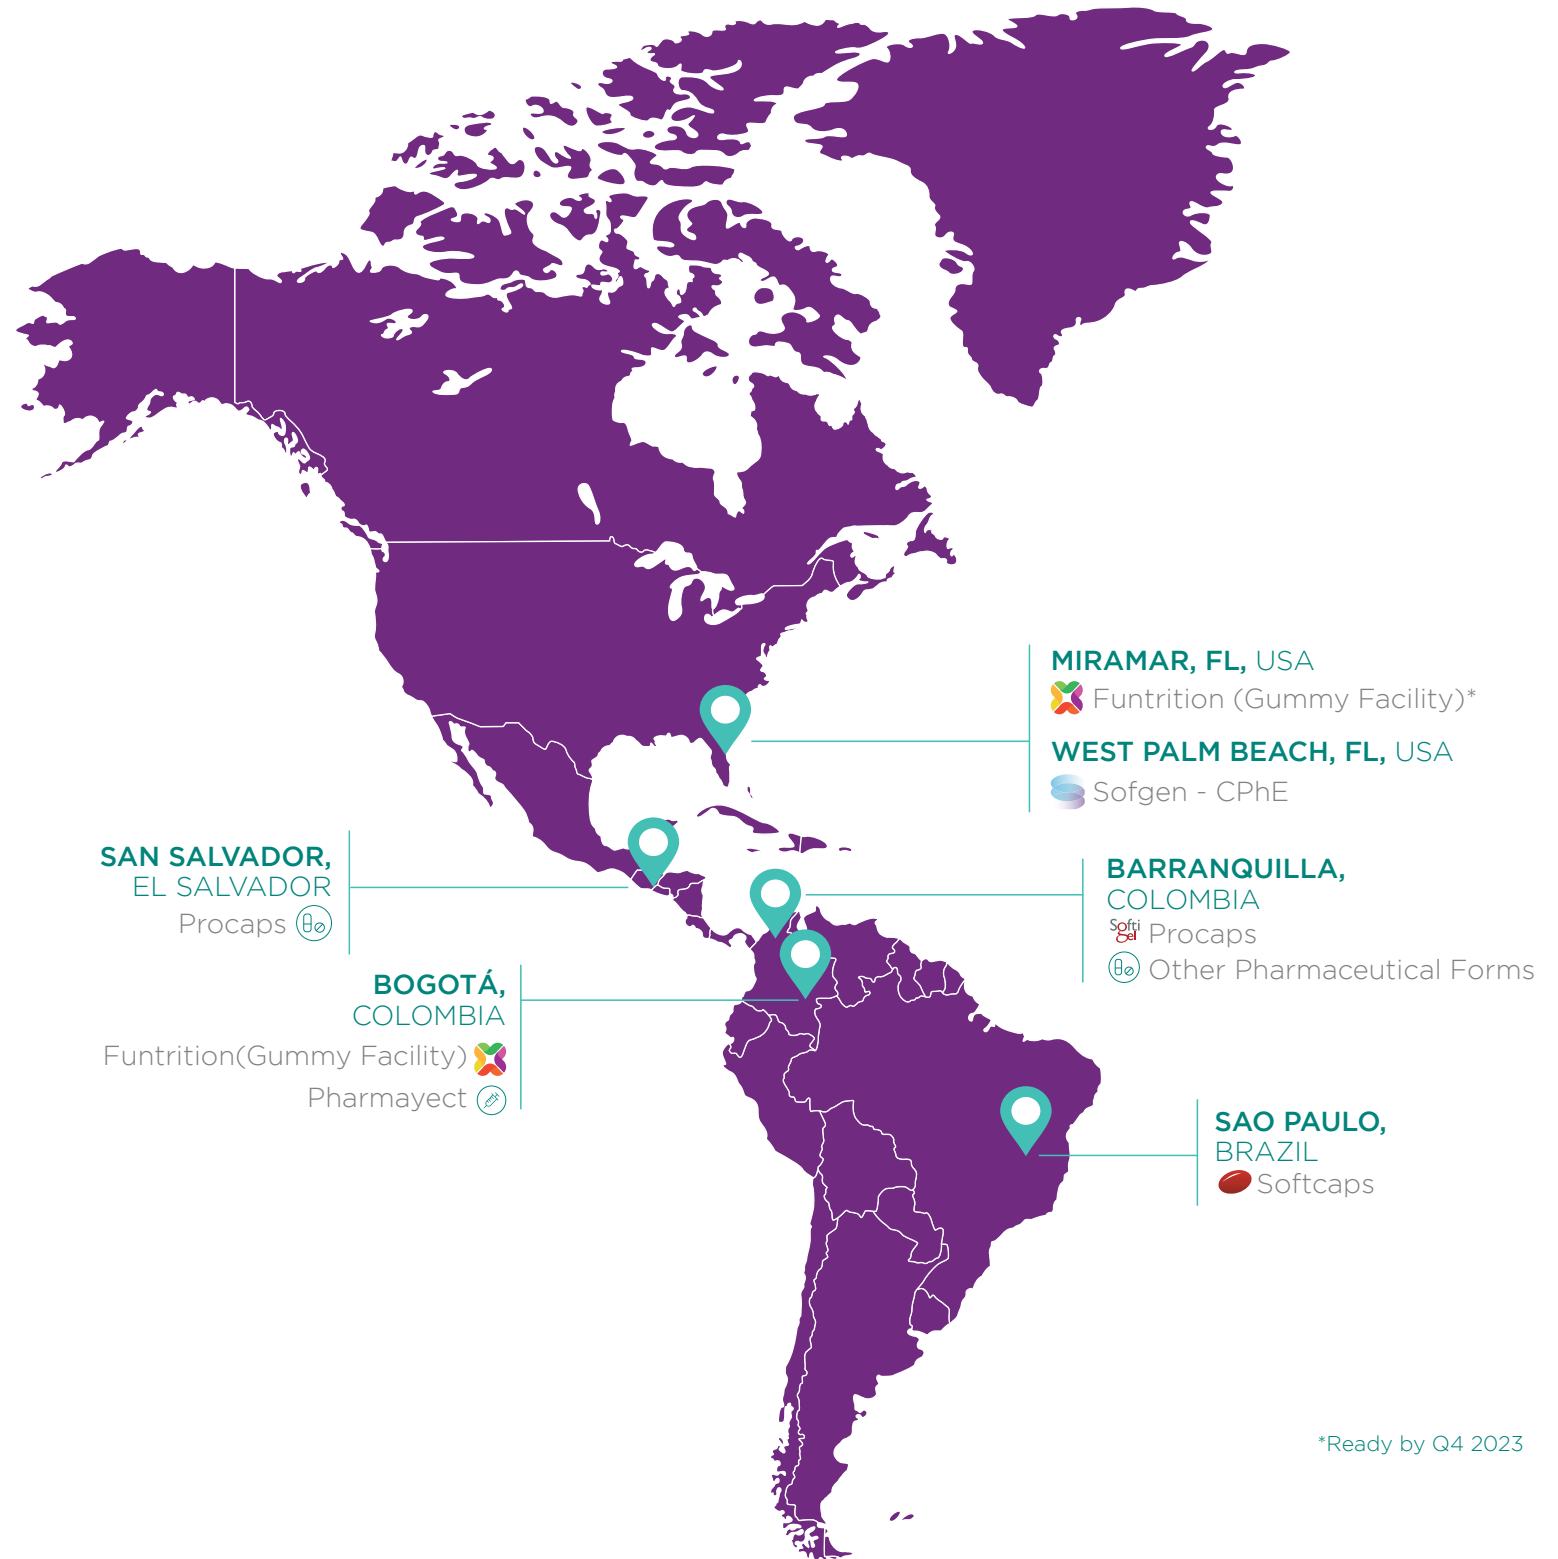 MIRAMAR, FL, USA
Funtrition (Gummy Facility)*
WEST PALM BEACH, FL, USA
Sofgen - CPhE
SAN SALVADOR,
EL SALVADOR
Procaps
BARRANQUILLA,
COLOMBIA
Softi
gel
Procaps
Other Pharmaceutical Forms
BOGOTÁ,
COLOMBIA
Funtrition(Gummy Facility)
Pharmayect
SAO PAULO,
BRAZIL
Softcaps
*Ready by Q4 2023